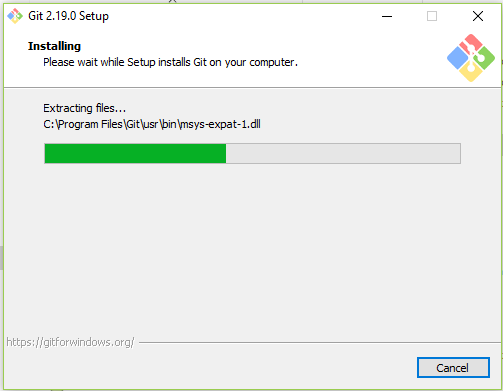 Git 2.19.0 Setup
Installing
Please wait while Setup installs Git on your computer.
Extracting files...
C:\Program Files\Git\usr\bin\msys-expat-1.dll
https://gitforwindows.org/
Cancel